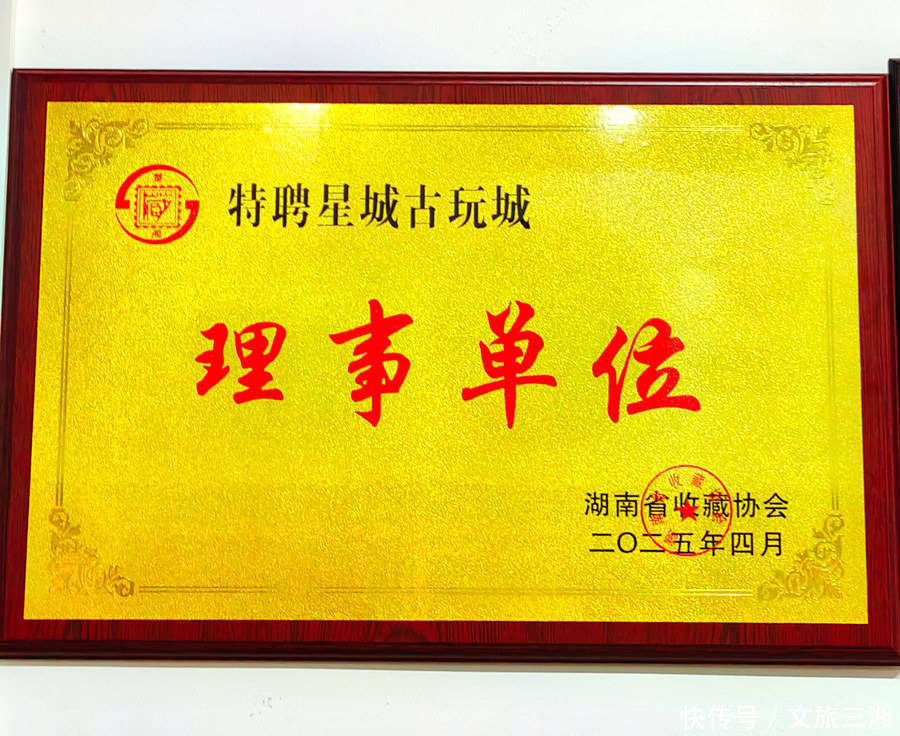 特聘星城古玩城
理事单位
湖南省收藏协会
二〇二五年四月
快传号 / 文旅三湘